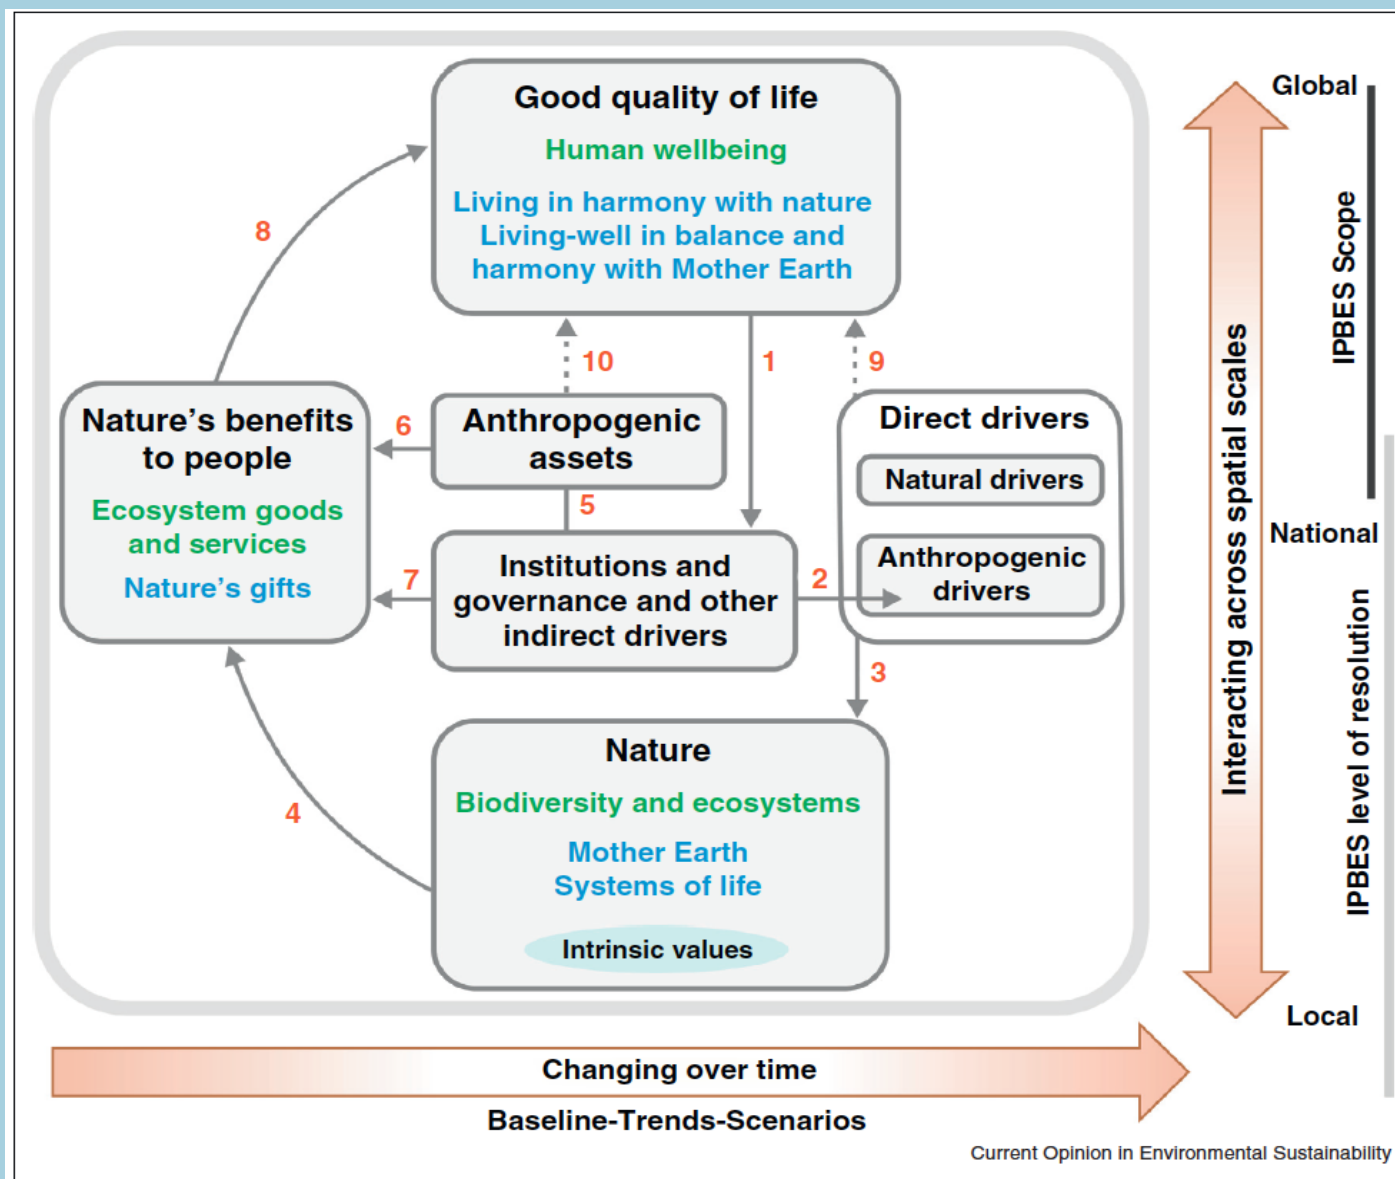 Good quality of life
Human wellbeing
Living in harmony with nature
Living-well in balance and
harmony with Mother Earth
8
10
1
9
Nature's benefits
to people
Ecosystem goods
and services
Nature's gifts
6
Anthropogenic
assets
5
7
Institutions and
governance and other
indirect drivers
2
Direct drivers
Natural drivers
Anthropogenic
drivers
3
4
Nature
Biodiversity and ecosystems
Mother Earth
Systems of life
Intrinsic values
Interacting across spatial scales
Global
IPBES Scope
National
IPBES level of resolution
Local
Changing over time
Baseline-Trends-Scenarios
Current Opinion in Environmental Sustainability